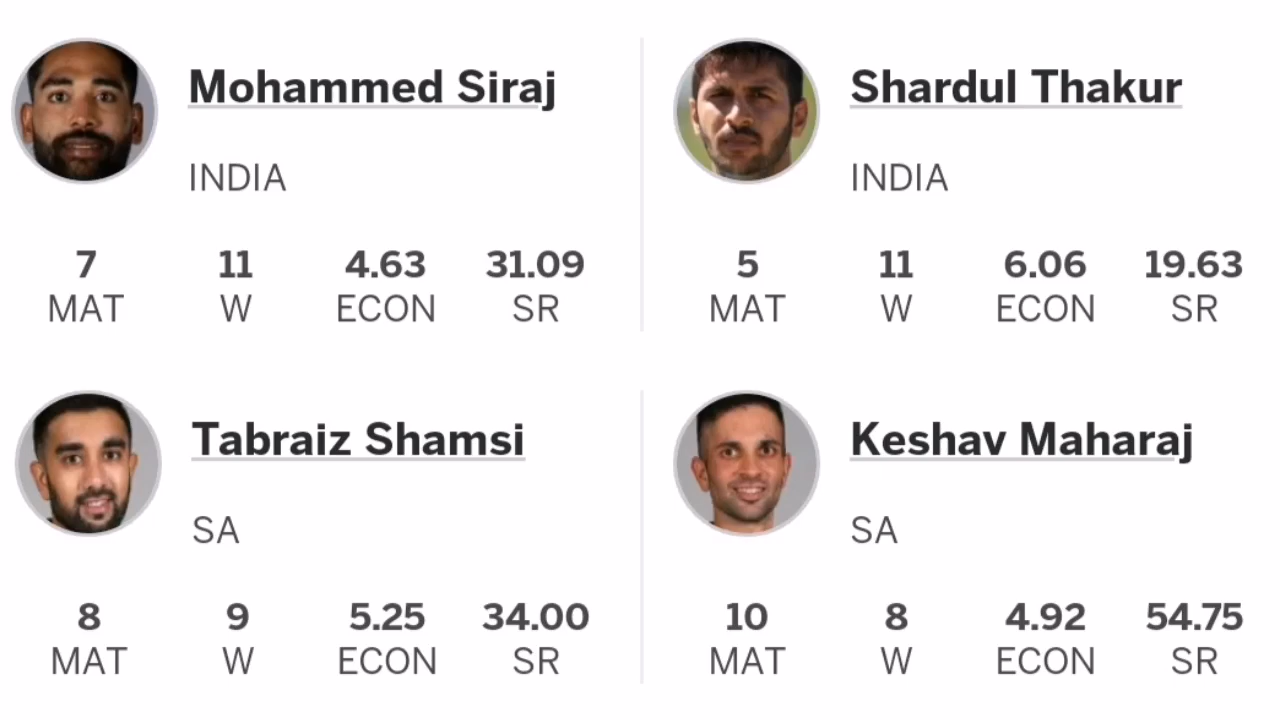 Mohammed Siraj
INDIA
7 11 4.63 31.09
MAT W ECON SR
Shardul Thakur
INDIA
5 11 6.06 19.63
MAT W ECON SR
Tabraiz Shamsi
SA
8 9 5.25 34.00
MAT W ECON SR
Keshav Maharaj
SA
10 8 4.92 54.75
MAT W ECON SR